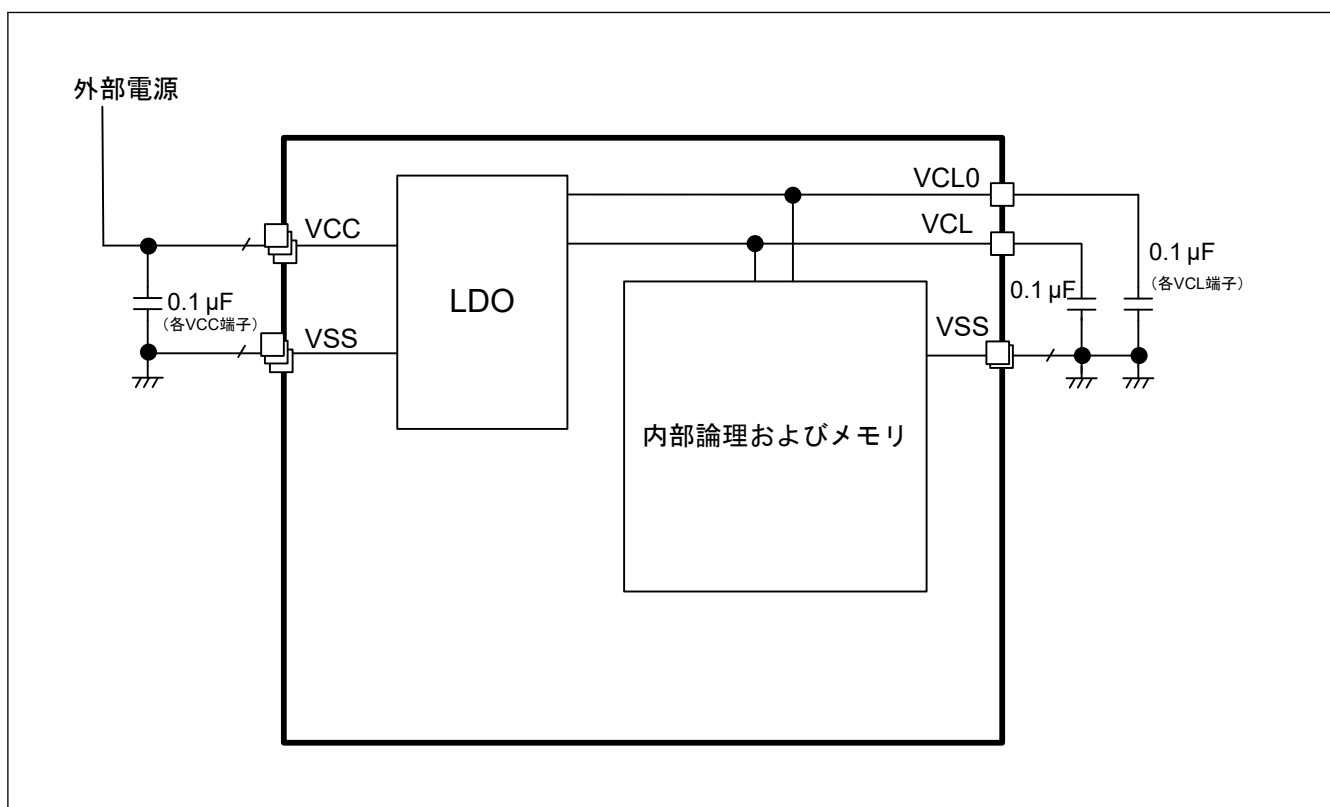 外部電源
VCL0
VCC
VCL
0.1 µF
(各VCL端子)
0.1 µF
(各VCC端子)
LDO
0.1 µF
VSS
VSS
内部論理およびメモリ